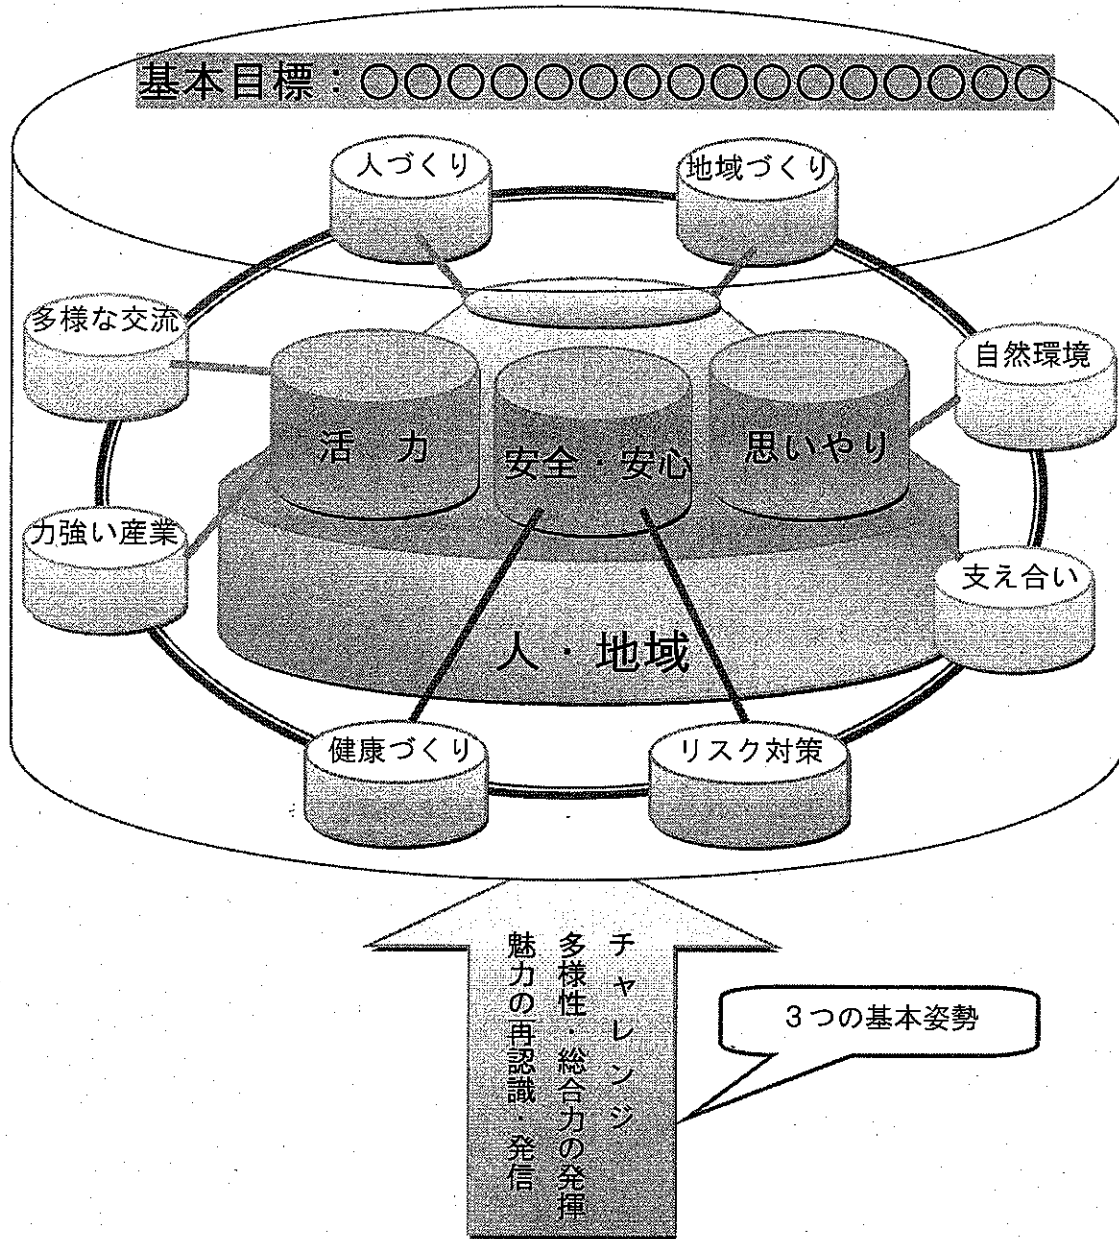 基本目標：○○○○○○○○○○○○○○○○
人づくり
地域づくり
多様な交流
自然環境
活　力
安全・安心
思いやり
力強い産業
支え合い
人・地域
健康づくり
リスク対策
チャレンジ
多様性・総合力の発揮
魅力の再認識・発信
３つの基本姿勢